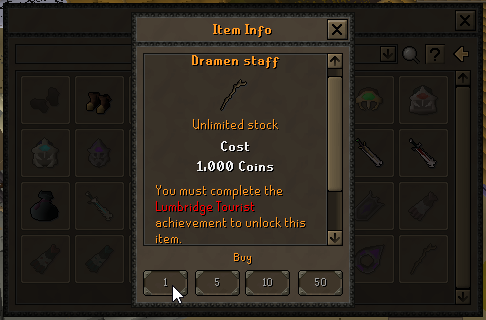 Item Info
Dramen staff
Unlimited stock
Cost
1,000 Coins
You must complete the
Lumbridge Tourist
achievement to unlock this
item.
Buy
1 5 10 50
?